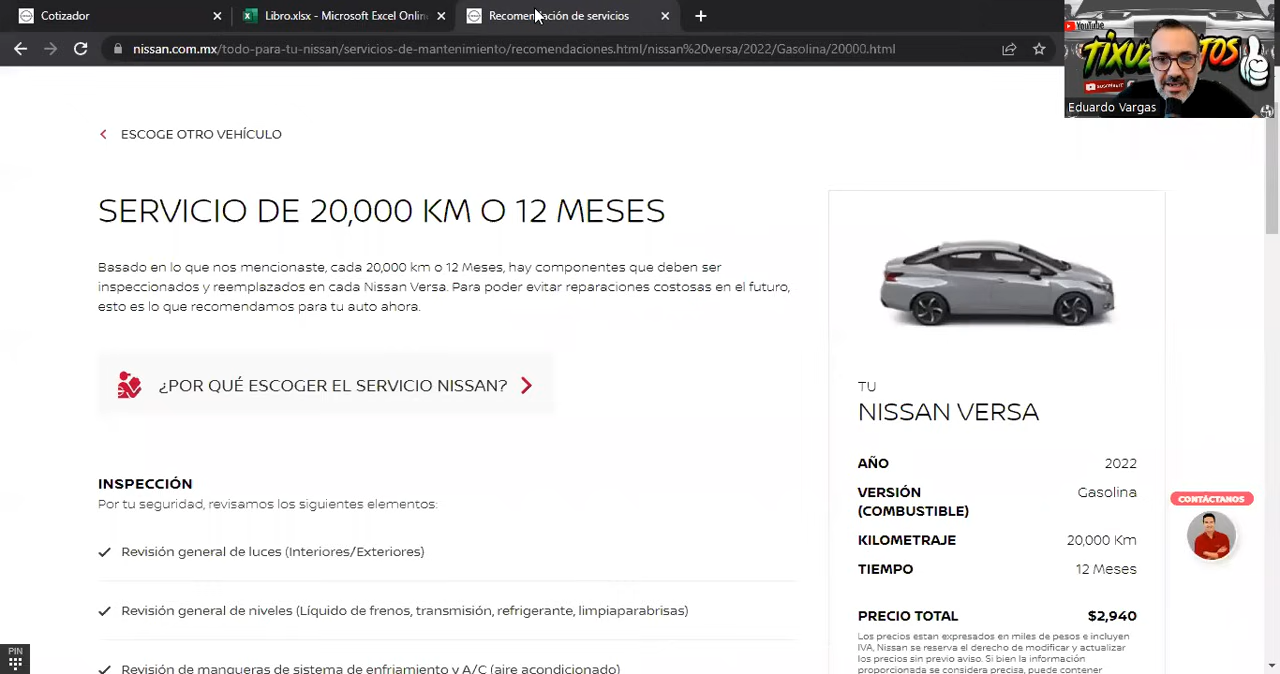 Cotizador
Libro.xlsx - Microsoft Excel Onlin
Recomendación de servicios
nissan.com.mx/todo-para-tu-nissan/servicios-de-mantenimiento/recomendaciones.html/nissan%20versa/2022/Gasolina/20000.html
YouTube
SUSCRIBETE
Eduardo Vargas
ESCOGE OTRO VEHÍCULO
SERVICIO DE 20,000 KM O 12 MESES
Basado en lo que nos mencionaste, cada 20,000 km o 12 Meses, hay componentes que deben ser
inspeccionados y reemplazados en cada Nissan Versa. Para poder evitar reparaciones costosas en el futuro,
esto es lo que recomendamos para tu auto ahora.
¿POR QUÉ ESCOGER EL SERVICIO NISSAN?
INSPECCIÓN
Por tu seguridad, revisamos los siguientes elementos:
Revisión general de luces (Interiores/Exteriores)
Revisión general de niveles (Líquido de frenos, transmisión, refrigerante, limpiaparabrisas)
Revisión de mangueras de sistema de enfriamiento y A/C (aire acondicionado)
TU
NISSAN VERSA
AÑO 2022
VERSIÓN Gasolina
(COMBUSTIBLE)
KILOMETRAJE 20,000 Km
TIEMPO 12 Meses
PRECIO TOTAL $2,940
Los precios estan expresados en miles de pesos e incluyen
IVA, Nissan se reserva el derecho de modificar y actualizar
los precios sin previo aviso. Si bien la información
proporcionada se considera precisa, puede contener
CONTÁCTANOS
PIN